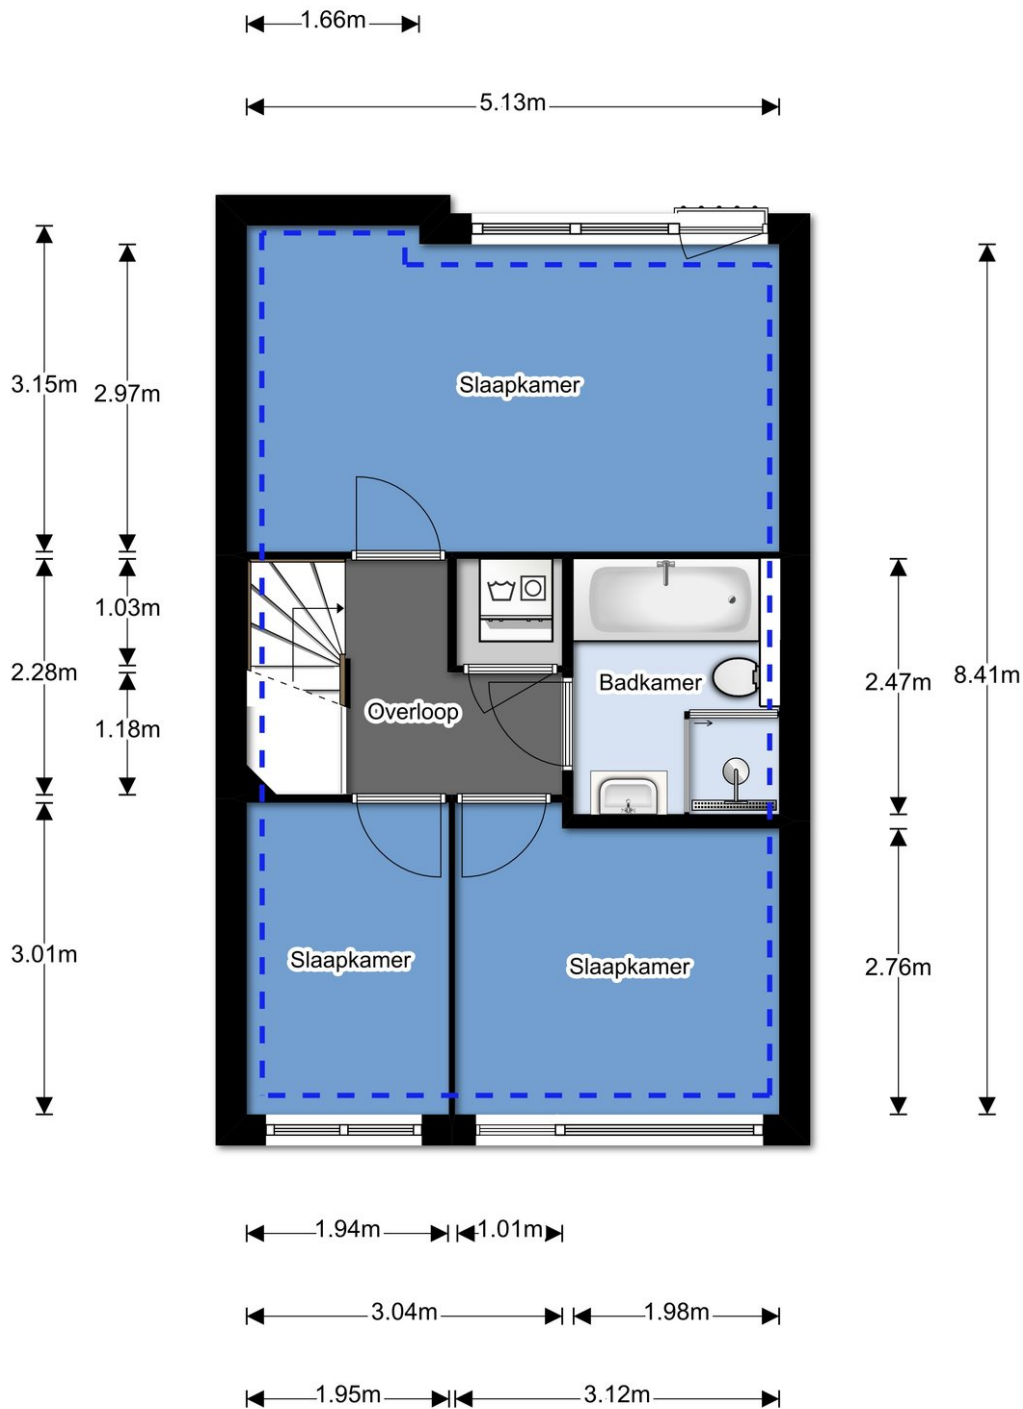 1.66m
5.13m
3.15m
2.97m
Slaapkamer
1.03m
2.28m
1.18m
Overloop
Badkamer
2.47m
8.41m
3.01m
Slaapkamer
Slaapkamer
2.76m
1.94m
1.01m
3.04m
1.98m
1.95m
3.12m